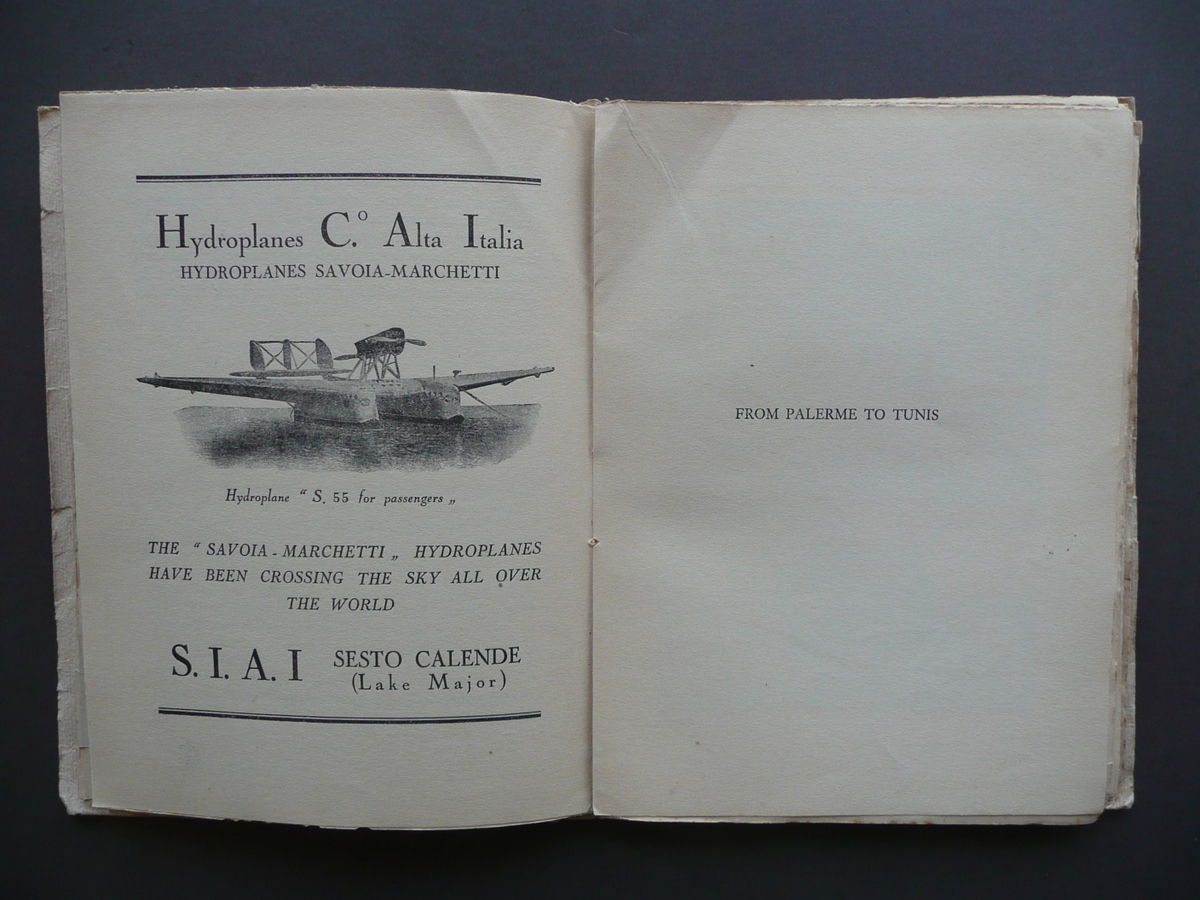 Hydroplanes C.º Alta Italia
HYDROPLANES SAVOIA-MARCHETTI
Hydroplane “ S. 55 for passengers „
THE “ SAVOIA - MARCHETTI „ HYDROPLANES
HAVE BEEN CROSSING THE SKY ALL OVER
THE WORLD
S. I. A. I SESTO CALENDE
(Lake Major)
FROM PALERME TO TUNIS